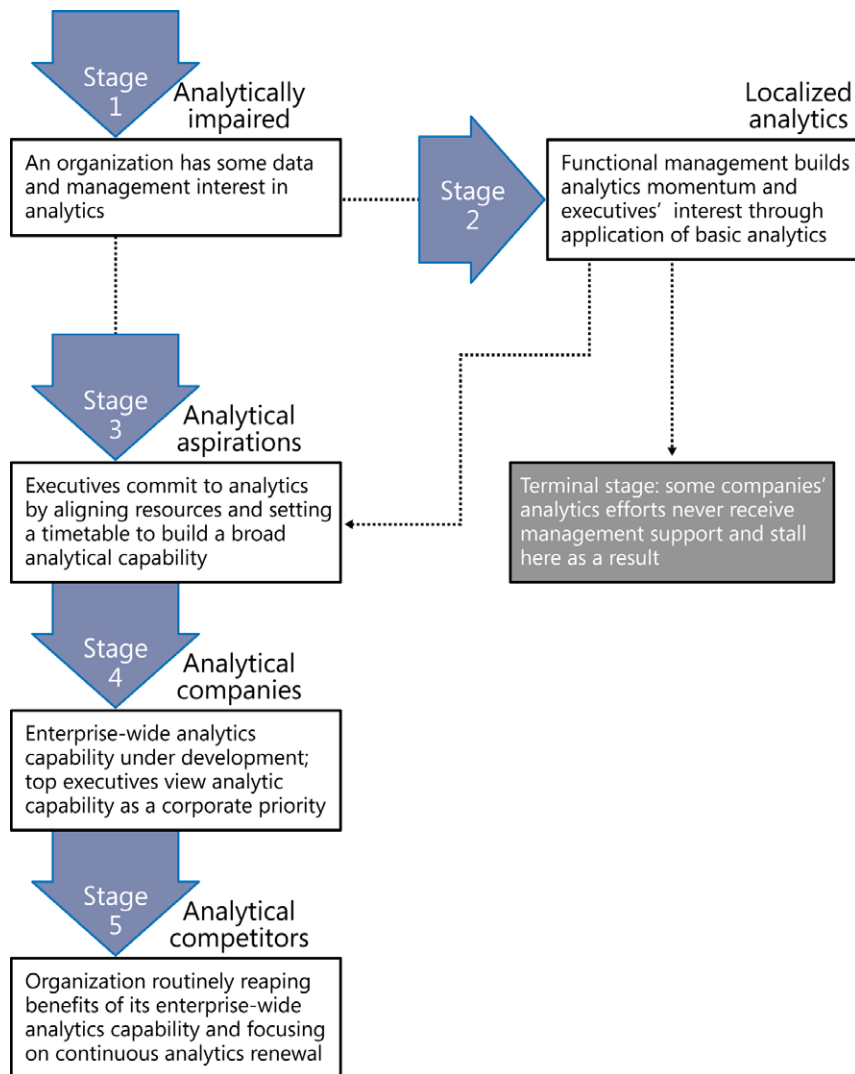 Stage
1
Analytically
impaired
An organization has some data
and management interest in
analytics
Stage
2
Localized
analytics
Functional management builds
analytics momentum and
executives’ interest through
application of basic analytics
Stage
3
Analytical
aspirations
Executives commit to analytics
by aligning resources and setting
a timetable to build a broad
analytical capability
Terminal stage: some companies’
analytics efforts never receive
management support and stall
here as a result
Stage
4
Analytical
companies
Enterprise-wide analytics
capability under development;
top executives view analytic
capability as a corporate priority
Stage
5
Analytical
competitors
Organization routinely reaping
benefits of its enterprise-wide
analytics capability and focusing
on continuous analytics renewal